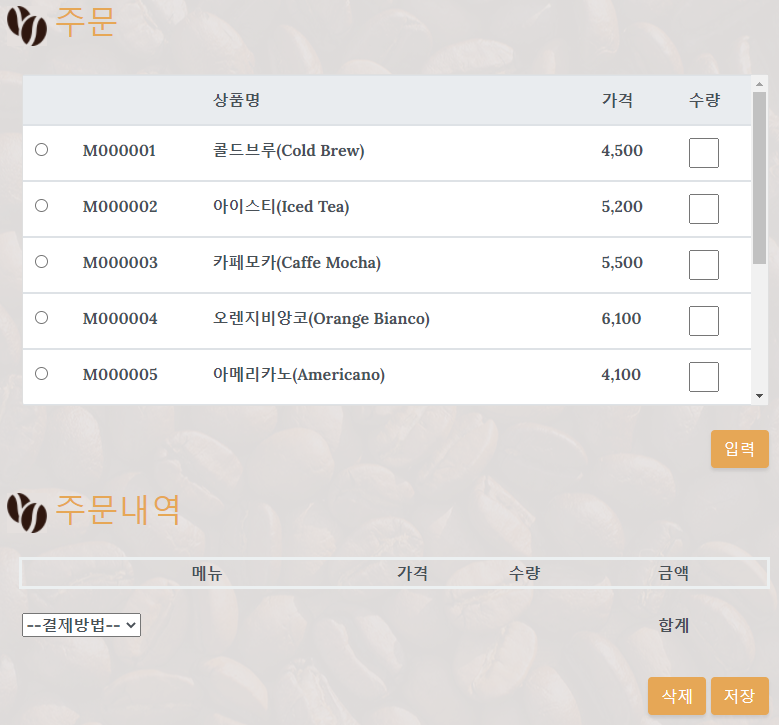 주문
상품명 가격 수량
M000001 콜드브루(Cold Brew) 4,500
M000002 아이스티(Iced Tea) 5,200
M000003 카페모카(Caffe Mocha) 5,500
M000004 오렌지비앙코(Orange Bianco) 6,100
M000005 아메리카노(Americano) 4,100
입력
주문내역
메뉴 가격 수량 금액
--결제방법-- 합계
삭제 저장